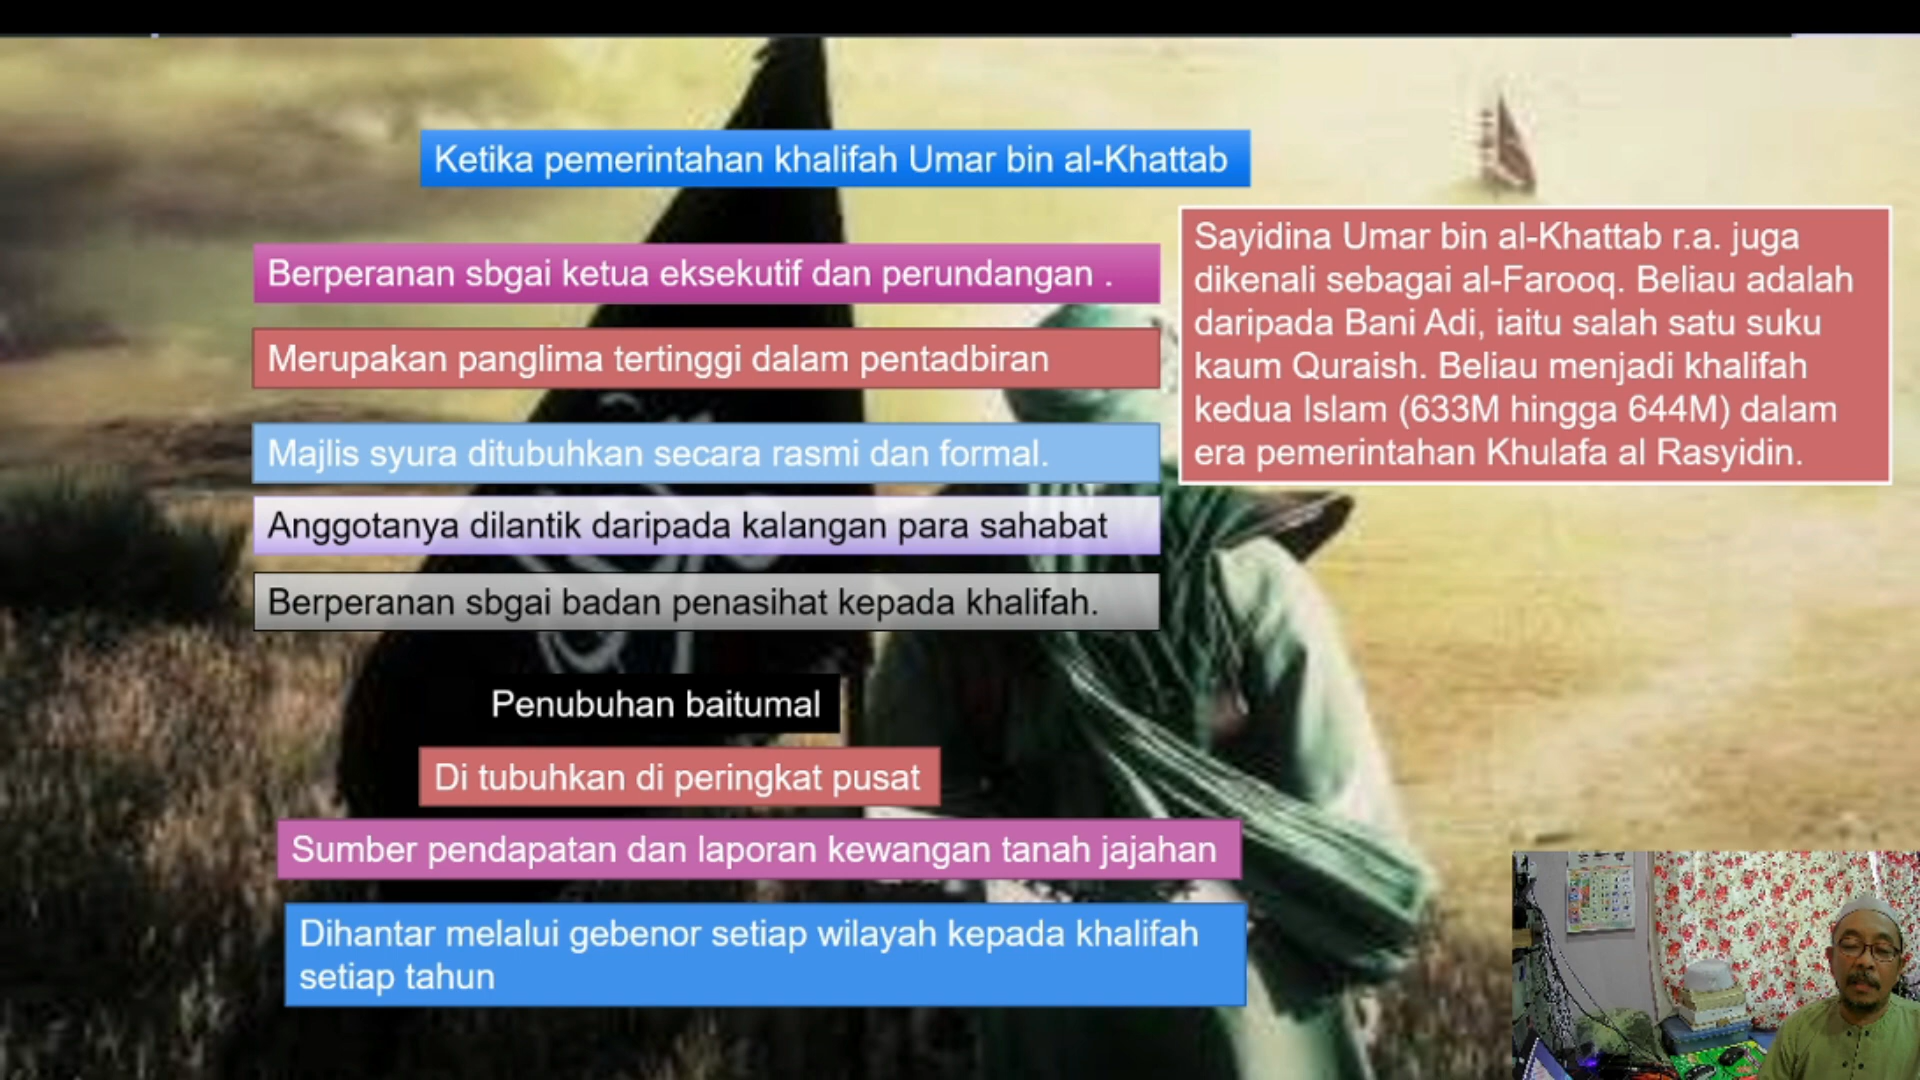 Ketika pemerintahan khalifah Umar bin al-Khattab
Berperanan sbgai ketua eksekutif dan perundangan .
Merupakan panglima tertinggi dalam pentadbiran
Majlis syura ditubuhkan secara rasmi dan formal.
Anggotanya dilantik daripada kalangan para sahabat
Berperanan sbgai badan penasihat kepada khalifah.
Penubuhan baitumal
Di tubuhkan di peringkat pusat
Sumber pendapatan dan laporan kewangan tanah jajahan
Dihantar melalui gebenor setiap wilayah kepada khalifah
setiap tahun
Sayidina Umar bin al-Khattab r.a. juga
dikenali sebagai al-Farooq. Beliau adalah
daripada Bani Adi, iaitu salah satu suku
kaum Quraish. Beliau menjadi khalifah
kedua Islam (633M hingga 644M) dalam
era pemerintahan Khulafa al Rasyidin.